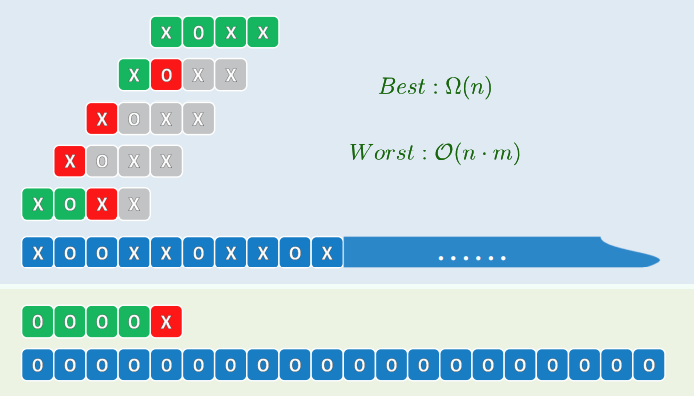 X O X X
X O X X
Best : Ω(n)
X O X X
Worst : 𝒪(n · m)
X O X X
X O X X
X O O X X O X X O X ......
O O O O X
O O O O O O O O O O O O O O O O O O O O